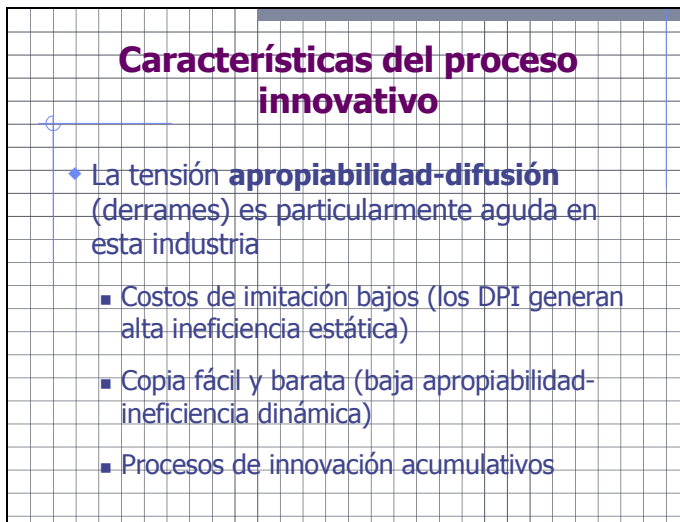 Características del proceso
innovativo
La tensión apropiabilidad-difusión
(derrames) es particularmente aguda en
esta industria
Costos de imitación bajos (los DPI generan
alta ineficiencia estática)
Copia fácil y barata (baja apropiabilidad-
ineficiencia dinámica)
Procesos de innovación acumulativos